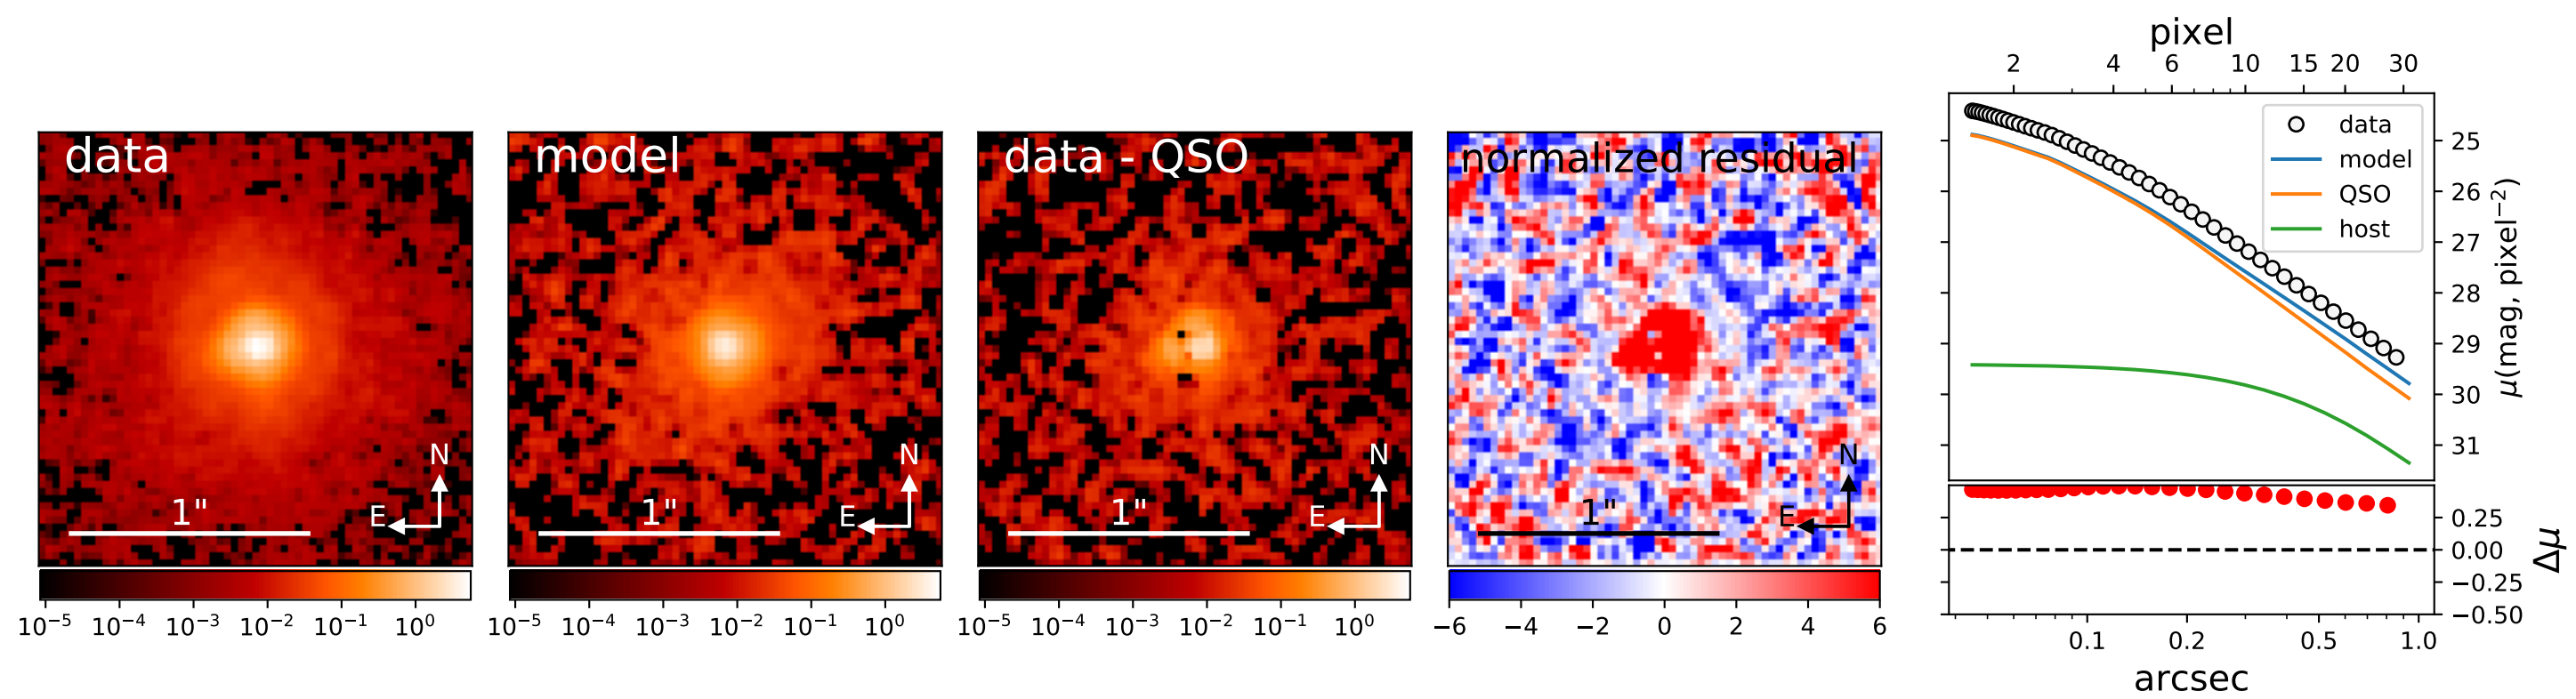 data
N
E
1"
10⁻⁵ 10⁻⁴ 10⁻³ 10⁻² 10⁻¹ 10⁰
model
N
E
1"
10⁻⁵ 10⁻⁴ 10⁻³ 10⁻² 10⁻¹ 10⁰
data - QSO
N
E
1"
10⁻⁵ 10⁻⁴ 10⁻³ 10⁻² 10⁻¹ 10⁰
normalized residual
N
E
1"
−6 −4 −2 0 2 4 6
pixel
2 4 6 10 15 20 30
data
model
QSO
host
25
26
27
28
29
30
31
μ(mag, pixel⁻²)
0.25
0.00
−0.25
−0.50
Δμ
0.1 0.2 0.5 1.0
arcsec